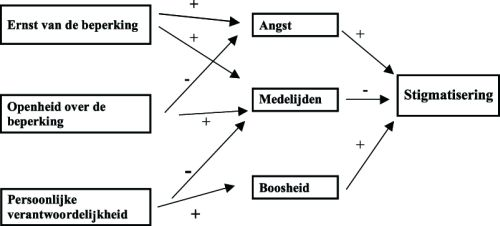 Ernst van de beperking
+
Angst
+
+
-
Openheid over de
beperking
+
Medelijden
-
Stigmatisering
-
+
Persoonlijke
verantwoordelijkheid
+
Boosheid